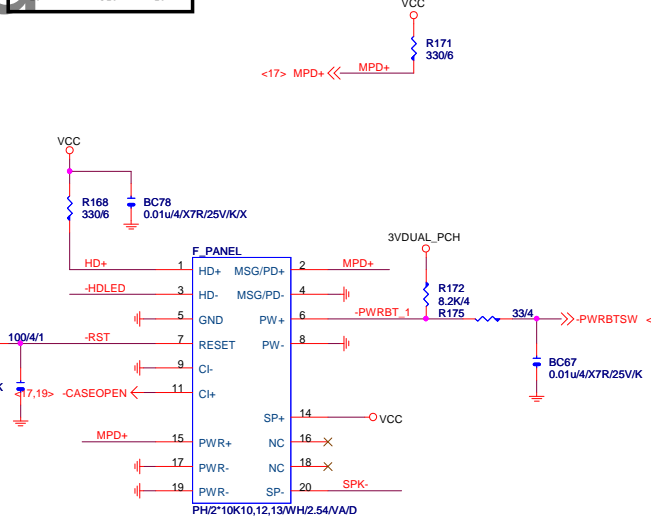 VCC
R171
330/6
<17> MPD+ MPD+
VCC
R168
330/6
BC78
0.01u/4/X7R/25V/K/X
3VDUAL_PCH
F_PANEL
HD+ 1 HD+ MSG/PD+ 2 MPD+
-HDLED 3 HD- MSG/PD- 4
R172
8.2K/4
5 GND PW+ 6 -PWRBT_1 R175 33/4 -PWRBTSW <
100/4/1 -RST 7 RESET PW- 8
9 CI-
BC67
0.01u/4/X7R/25V/K
K <17,19> -CASEOPEN 11 CI+
SP+ 14 VCC
MPD+ 15 PWR+ NC 16
17 PWR- NC 18
19 PWR- SP- 20 SPK-
PH/2*10K10,12,13/WH/2.54/VA/D